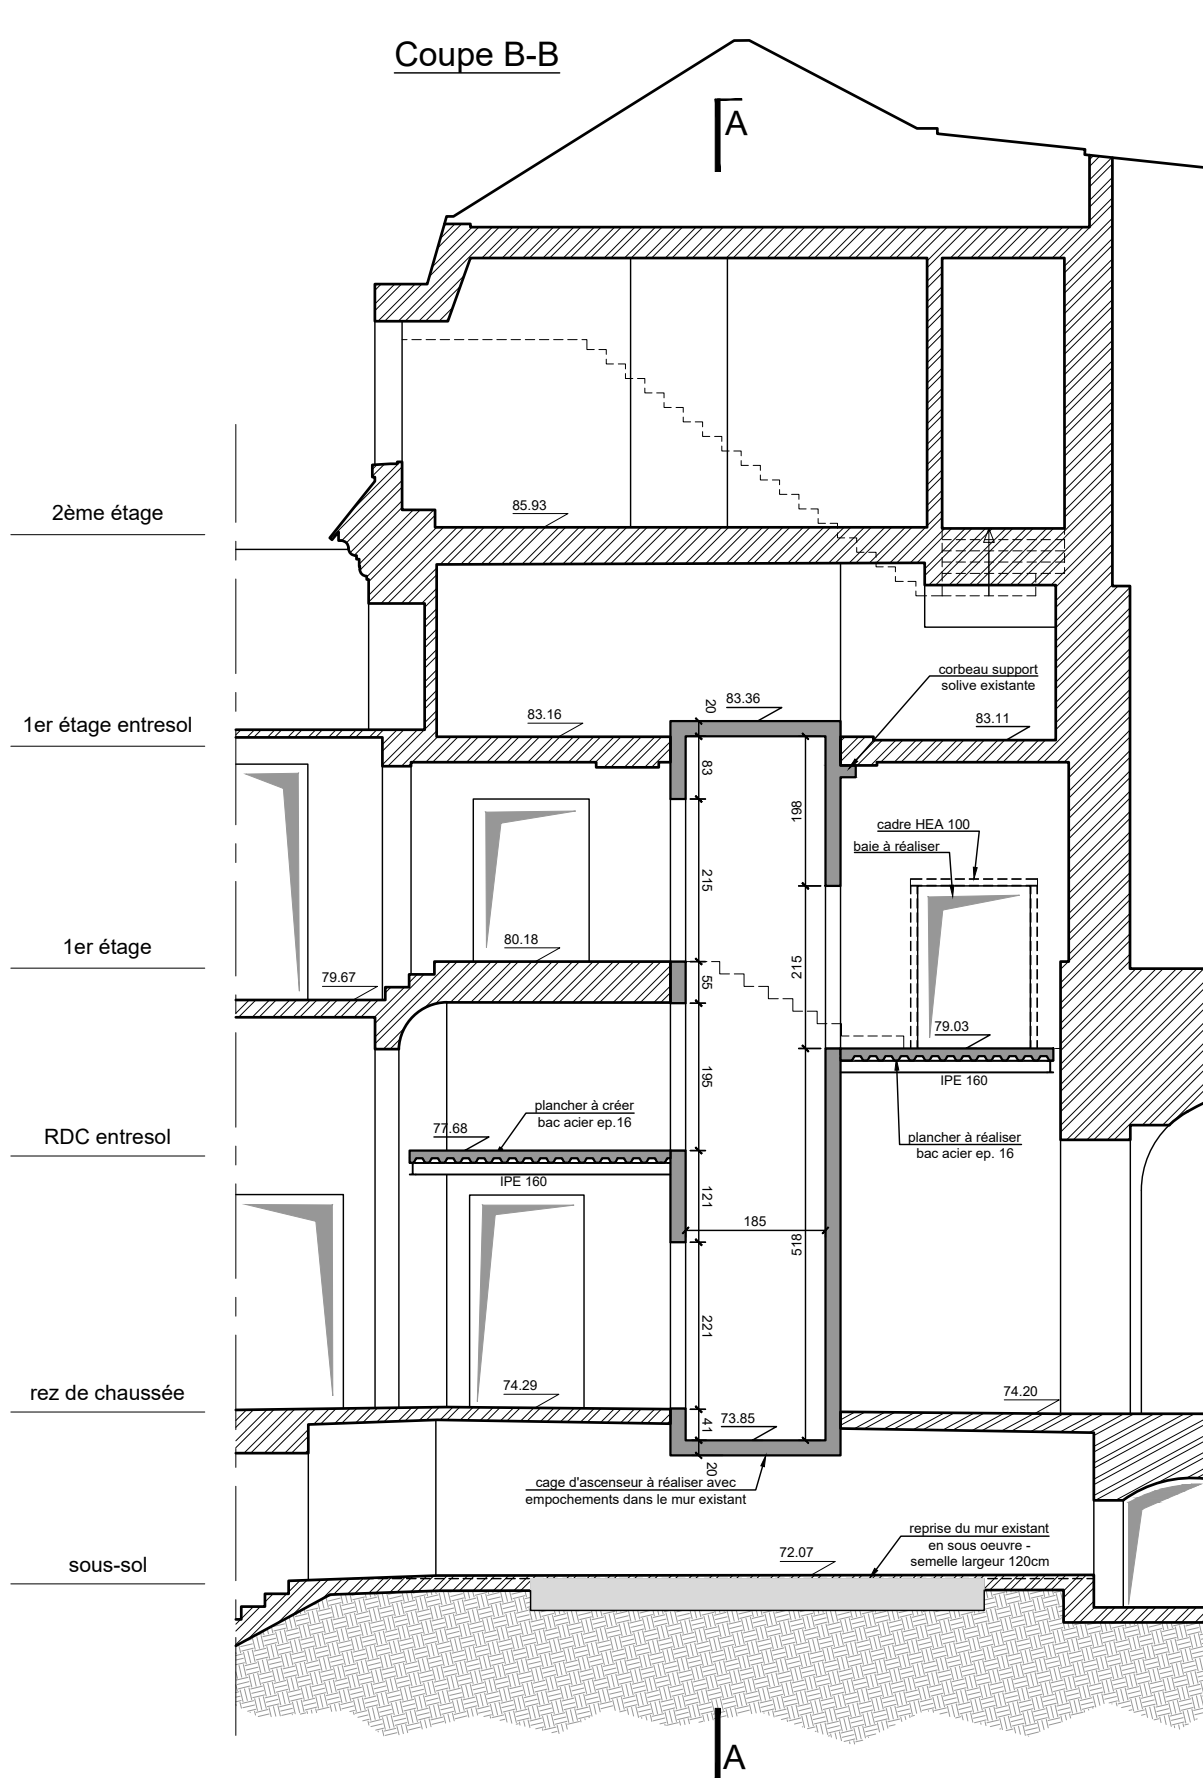 Coupe B-B
A
2ème étage
85.93
corbeau support
solive existante
1er étage entresol
83.16
20
83.36
83.11
83
198
cadre HEA 100
baie à réaliser
215
1er étage
80.18
79.67
55
215
79.03
IPE 160
195
plancher à créer
bac acier ep.16
RDC entresol
77.68
plancher à réaliser
bac acier ep. 16
IPE 160
121
185
518
221
rez de chaussée
74.29
74.20
41
73.85
20
cage d'ascenseur à réaliser avec
empochements dans le mur existant
reprise du mur existant
en sous oeuvre -
semelle largeur 120cm
sous-sol
72.07
A